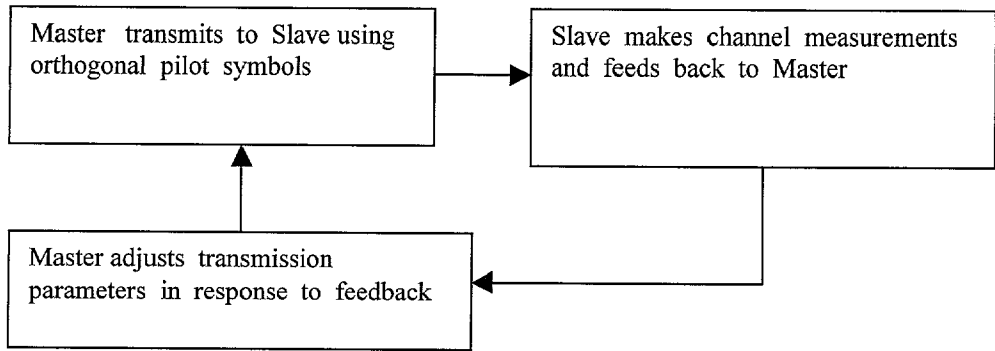 Master transmits to Slave using
orthogonal pilot symbols
Slave makes channel measurements
and feeds back to Master
Master adjusts transmission
parameters in response to feedback